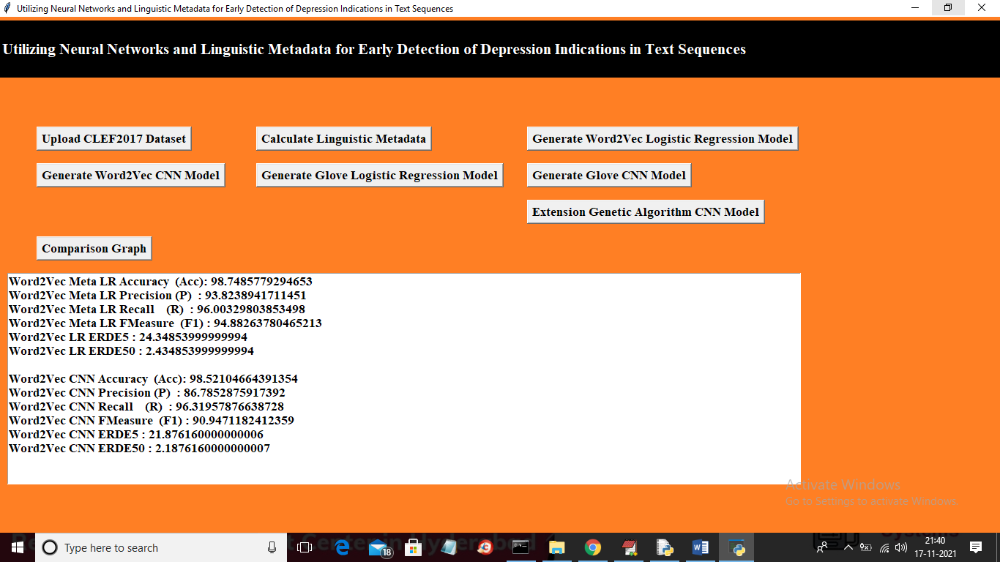 Utilizing Neural Networks and Linguistic Metadata for Early Detection of Depression Indications in Text Sequences
Utilizing Neural Networks and Linguistic Metadata for Early Detection of Depression Indications in Text Sequences
Upload CLEF2017 Dataset
Calculate Linguistic Metadata
Generate Word2Vec Logistic Regression Model
Generate Word2Vec CNN Model
Generate Glove Logistic Regression Model
Generate Glove CNN Model
Extension Genetic Algorithm CNN Model
Comparison Graph
Word2Vec Meta LR Accuracy  (Acc): 98.7485779294653
Word2Vec Meta LR Precision (P)  : 93.8238941711451
Word2Vec Meta LR Recall    (R)  : 96.00329803853498
Word2Vec Meta LR FMeasure  (F1) : 94.88263780465213
Word2Vec LR ERDE5 : 24.34853999999994
Word2Vec LR ERDE50 : 2.434853999999994
Word2Vec CNN Accuracy  (Acc): 98.52104664391354
Word2Vec CNN Precision (P)  : 86.7852875917392
Word2Vec CNN Recall    (R)  : 96.31957876638728
Word2Vec CNN FMeasure  (F1) : 90.9471182412359
Word2Vec CNN ERDE5 : 21.876160000000006
Word2Vec CNN ERDE50 : 2.1876160000000007
Activate Windows
Go to Settings to activate Windows.
Type here to search
18
21:40
17-11-2021